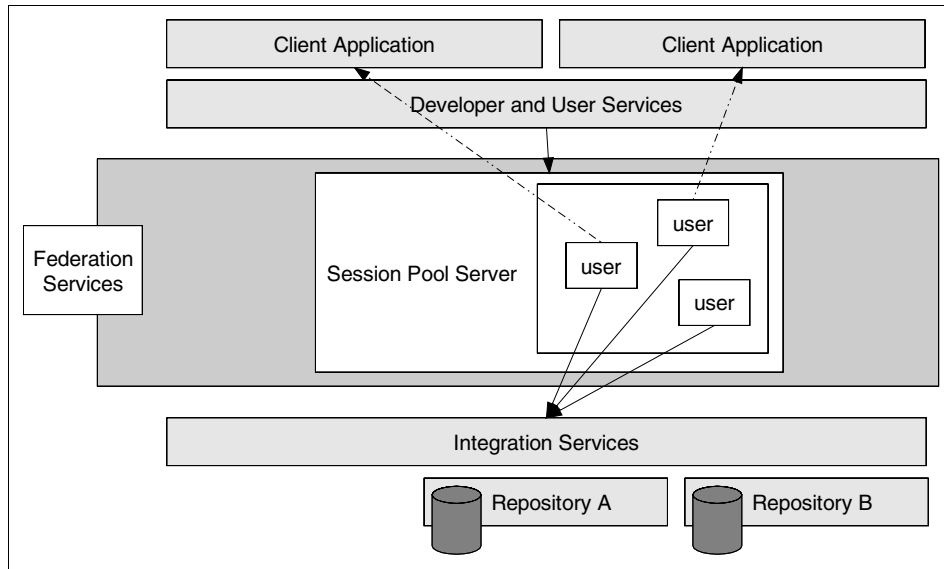 Client Application
Client Application
Developer and User Services
Federation
Services
Session Pool Server
user
user
user
Integration Services
Repository A
Repository B